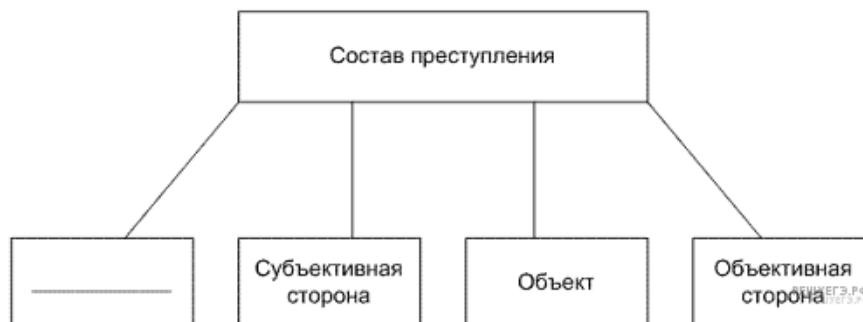 Состав преступления
Субъективная
сторона
Объект
Объективная
сторона